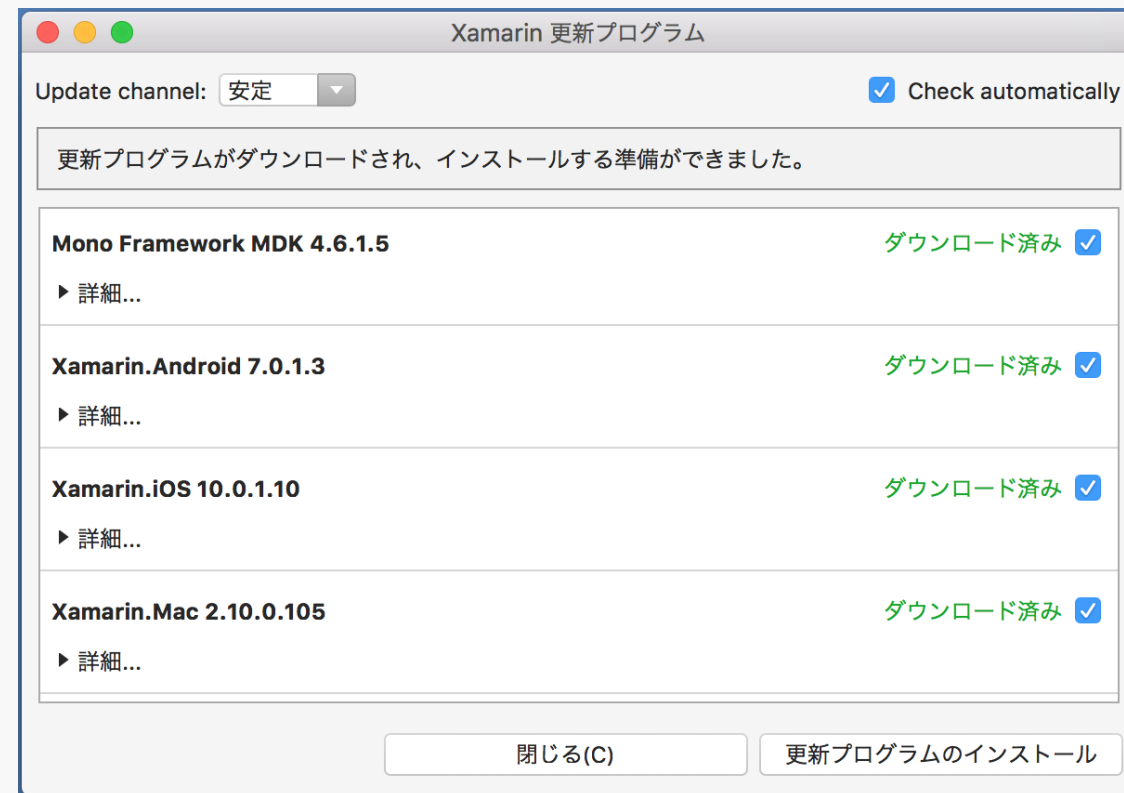 Xamarin 更新プログラム
Update channel: 安定 Check automatically
更新プログラムがダウンロードされ、インストールする準備ができました。
Mono Framework MDK 4.6.1.5 ダウンロード済み
詳細...
Xamarin.Android 7.0.1.3 ダウンロード済み
詳細...
Xamarin.iOS 10.0.1.10 ダウンロード済み
詳細...
Xamarin.Mac 2.10.0.105 ダウンロード済み
詳細...
閉じる(C) 更新プログラムのインストール